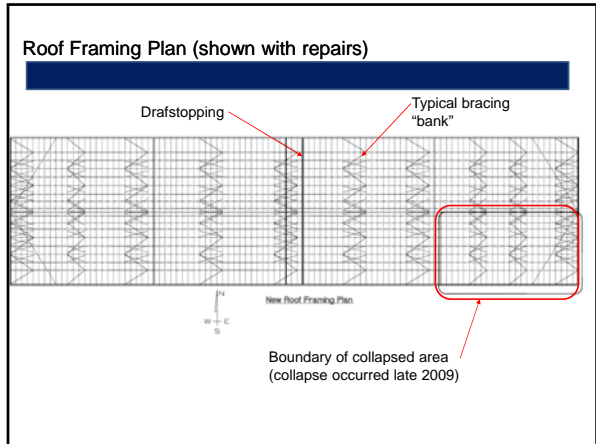 Roof Framing Plan (shown with repairs)
Drafstopping
Typical bracing
"bank"
New Roof Framing Plan
N
W E
S
Boundary of collapsed area
(collapse occurred late 2009)